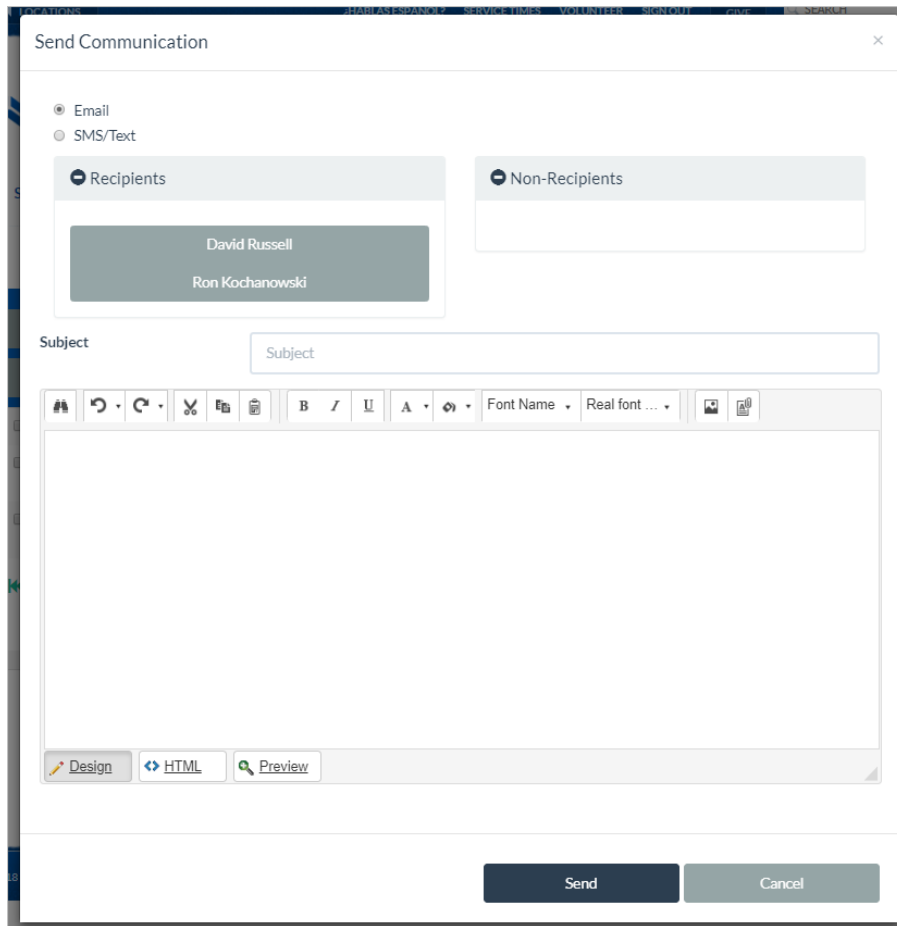 LOCATIONS ¿HABLAS ESPAÑOL? SERVICE TIMES VOLUNTEER SIGN OUT GIVE SEARCH
Send Communication ×
Email
SMS/Text
Recipients Non-Recipients
David Russell
Ron Kochanowski
Subject Subject
B I U A Font Name Real font ...
Design HTML Preview
18
Send Cancel